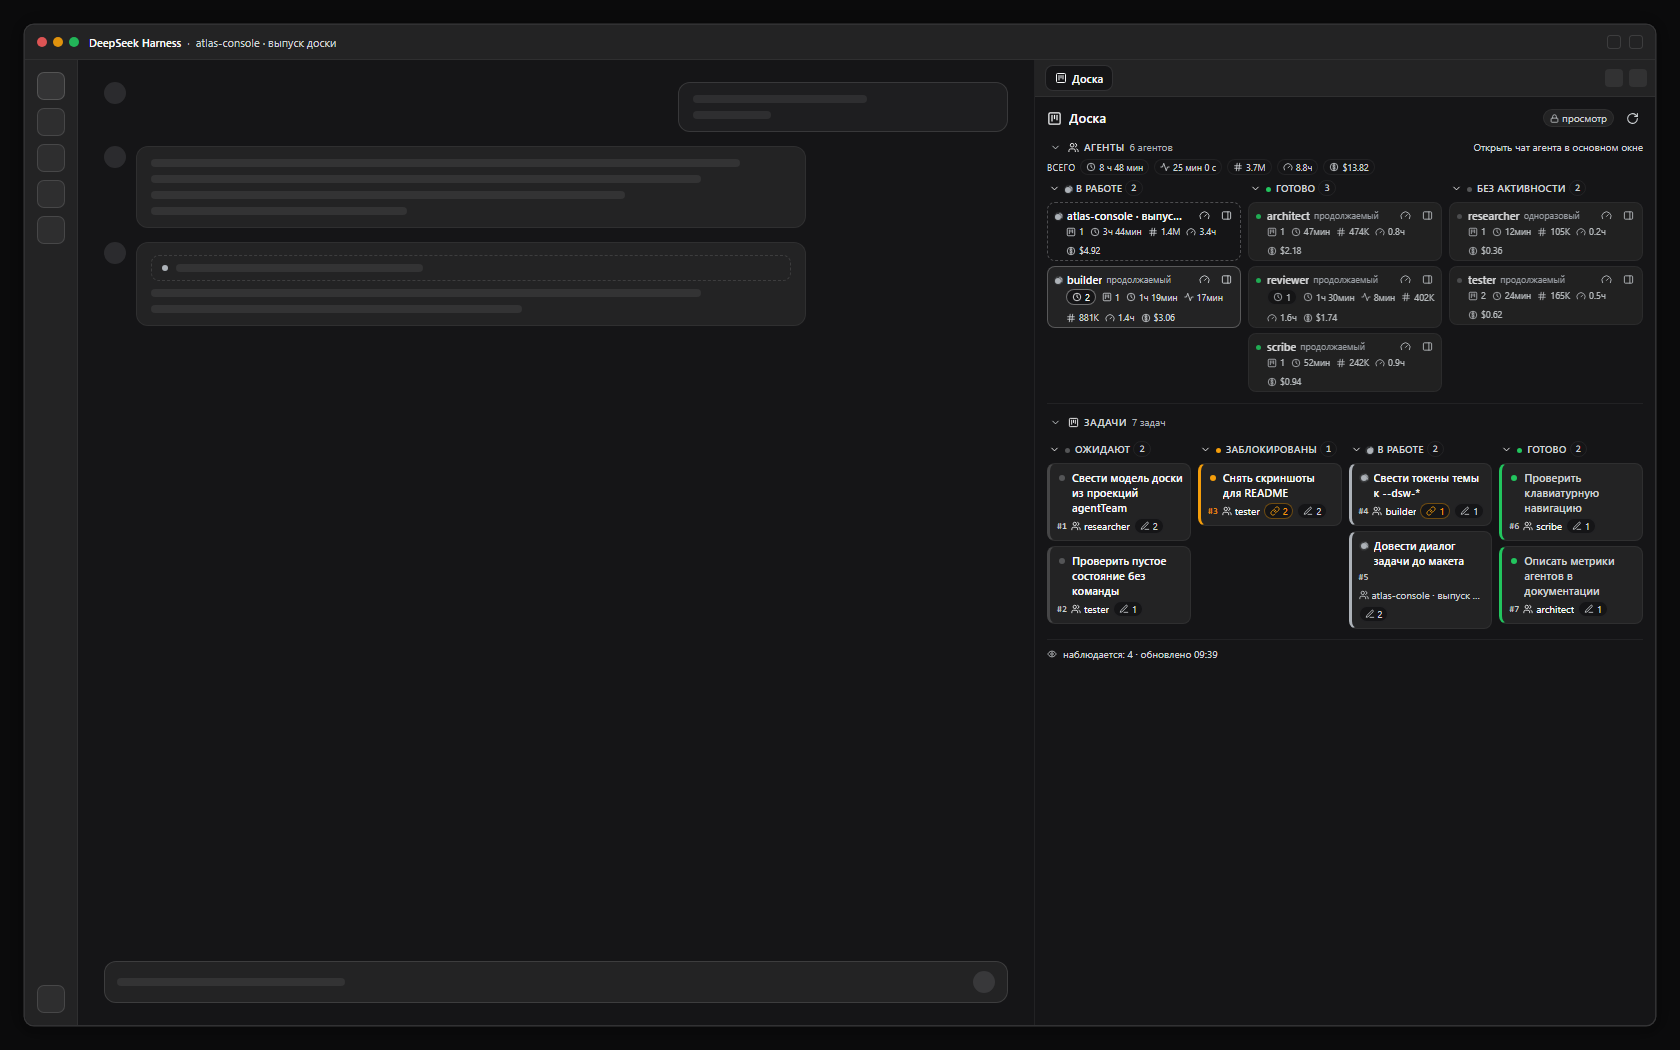 DeepSeek Harness · atlas-console · выпуск доски
Доска
Доска
просмотр
АГЕНТЫ 6 агентов
Открыть чат агента в основном окне
ВСЕГО 8 ч 48 мин 25 мин 0 с 3.7M 8.8ч $13.82
В РАБОТЕ 2
atlas-console · выпус...
1 3ч 44мин 1.4M 3.4ч
$4.92
builder продолжаемый
2 1 1ч 19мин 17мин
881K 1.4ч $3.06
ГОТОВО 3
architect продолжаемый
1 47мин 474K 0.8ч
$2.18
reviewer продолжаемый
1 1ч 30мин 8мин 402K
1.6ч $1.74
scribe продолжаемый
1 52мин 242K 0.9ч
$0.94
БЕЗ АКТИВНОСТИ 2
researcher одноразовый
1 12мин 105K 0.2ч
$0.36
tester продолжаемый
2 24мин 165K 0.5ч
$0.62
ЗАДАЧИ 7 задач
ОЖИДАЮТ 2
Свести модель доски
из проекций
agentTeam
#1 researcher 2
Проверить пустое
состояние без
команды
#2 tester 1
ЗАБЛОКИРОВАНЫ 1
Снять скриншоты
для README
#3 tester 2 2
В РАБОТЕ 2
Свести токены темы
к --dsw-*
#4 builder 1 1
Довести диалог
задачи до макета
#5
atlas-console · выпуск ...
2
ГОТОВО 2
Проверить
клавиатурную
навигацию
#6 scribe 1
Описать метрики
агентов в
документации
#7 architect 1
наблюдается: 4 · обновлено 09:39